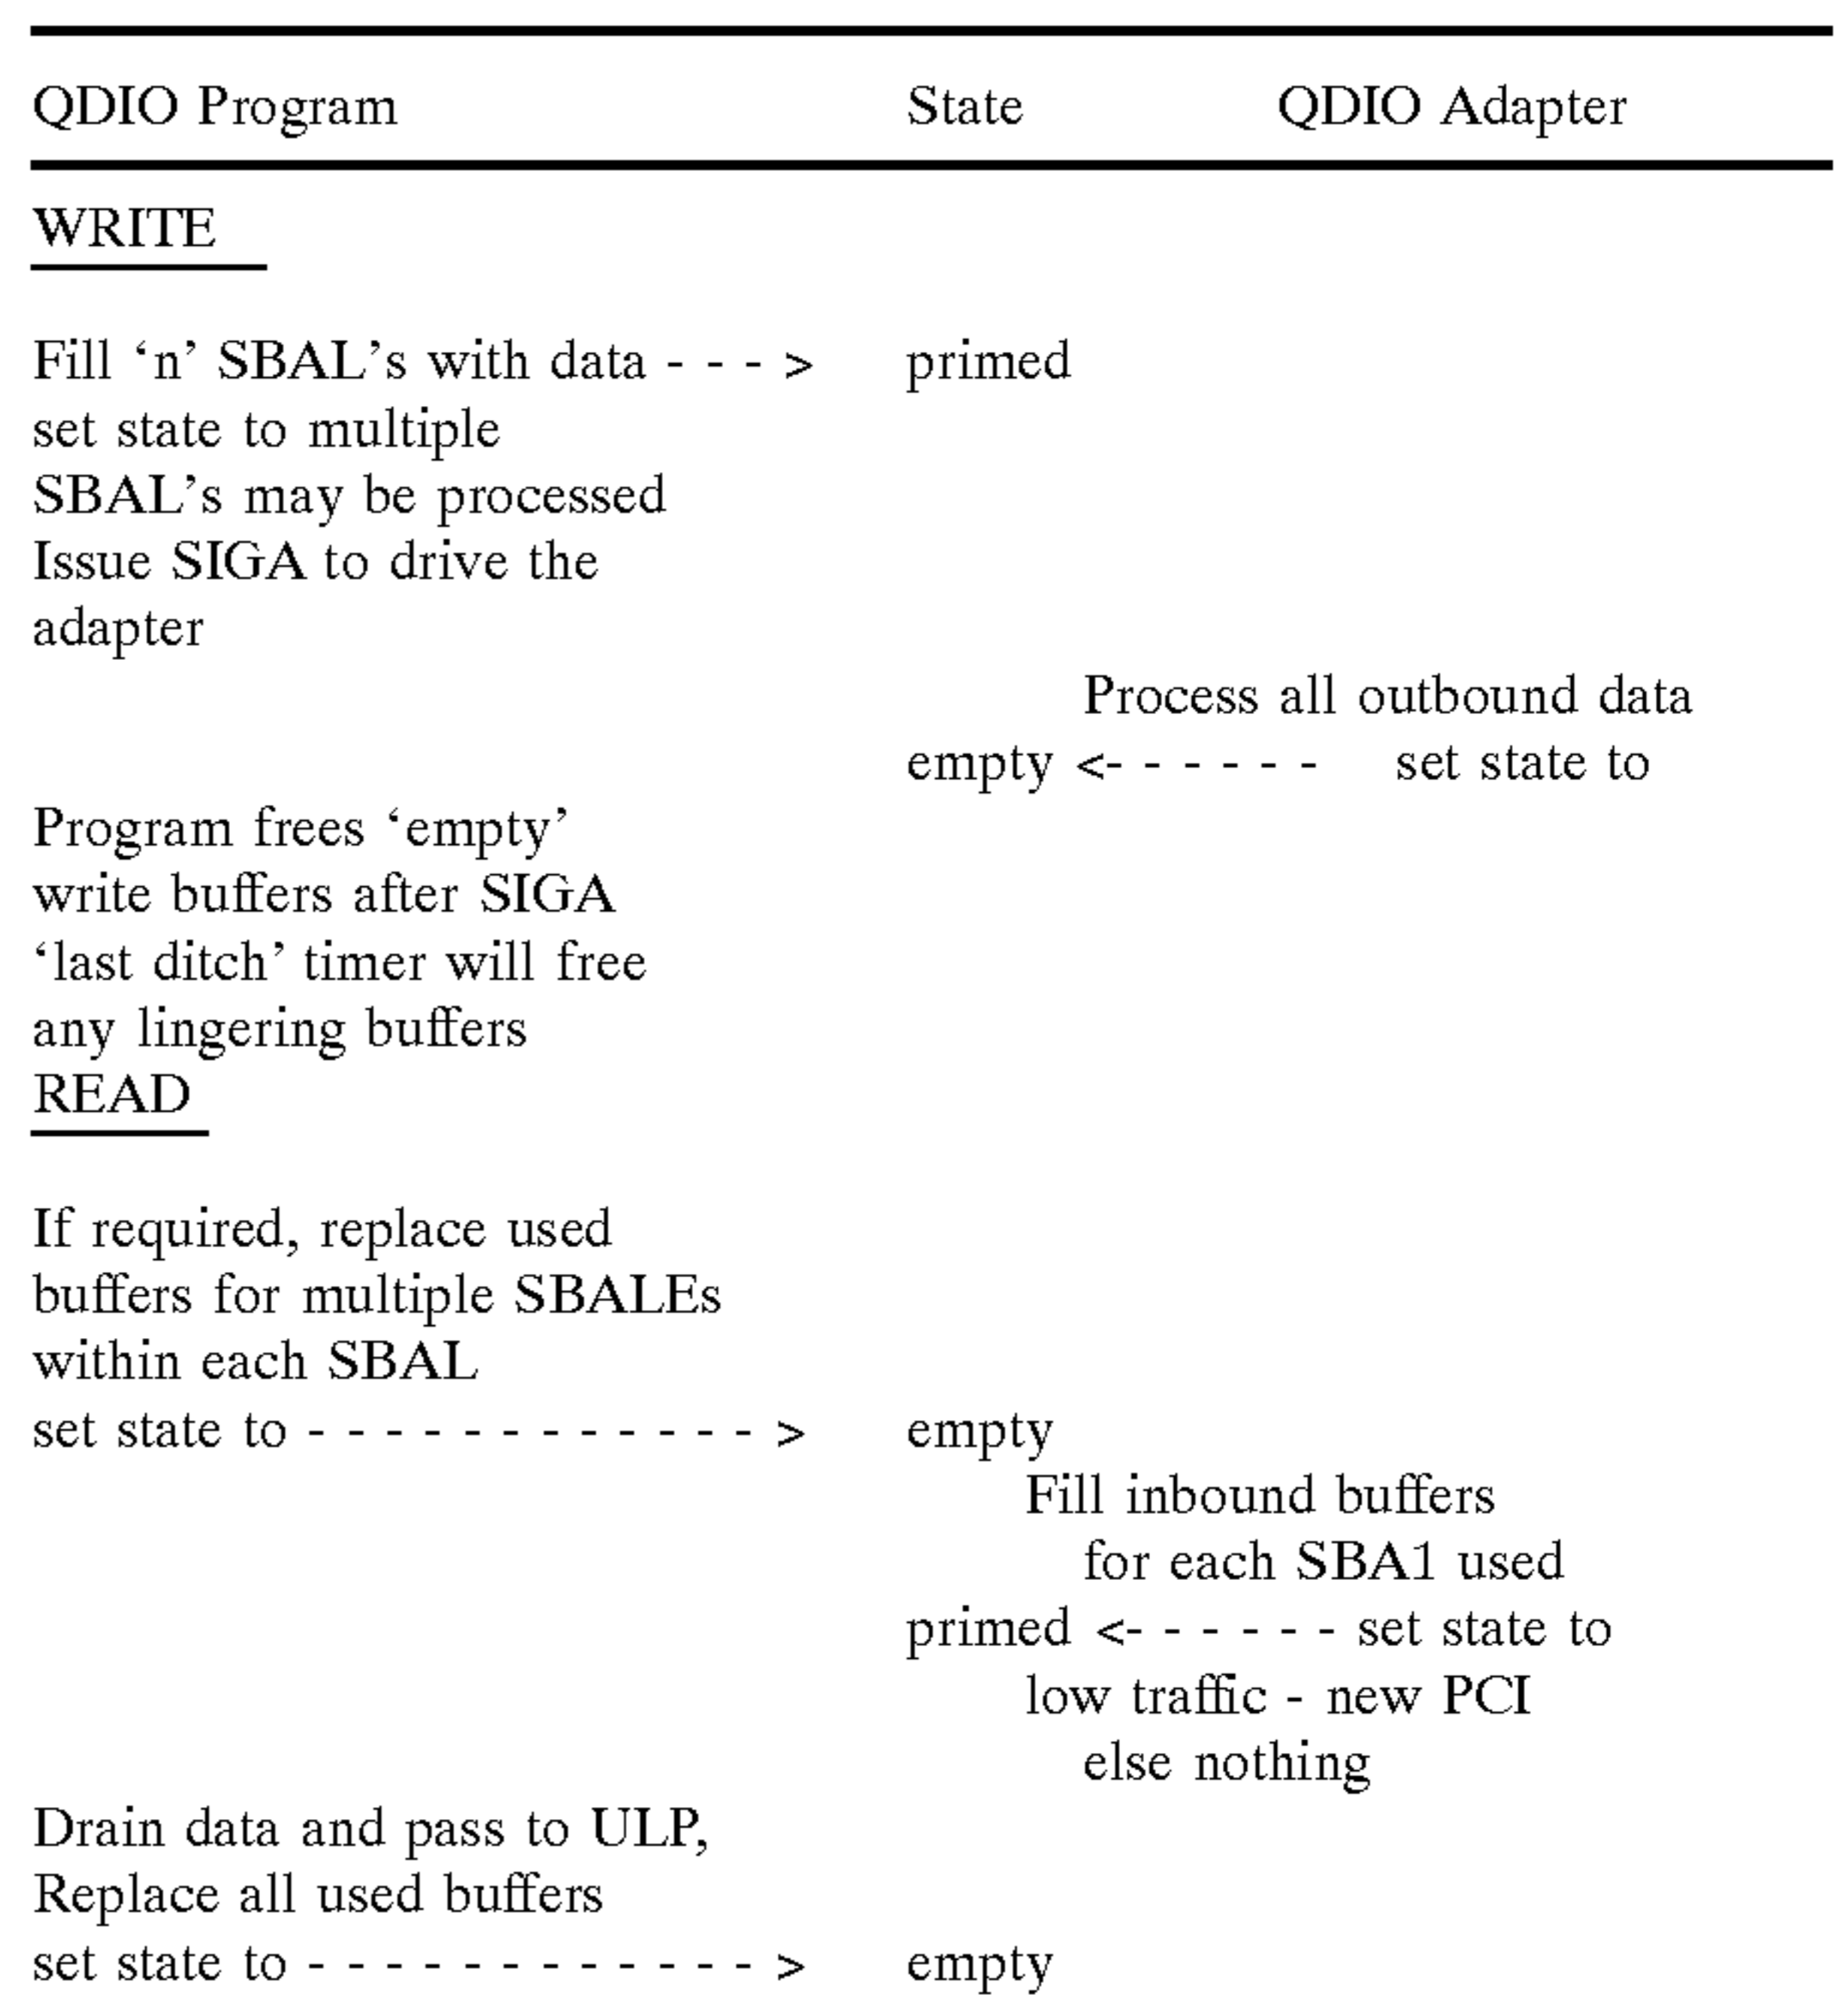 QDIO Program State QDIO Adapter
WRITE
Fill ‘n’ SBAL’s with data - - - > primed
set state to multiple
SBAL’s may be processed
Issue SIGA to drive the
adapter
Process all outbound data
empty <- - - - - - set state to
Program frees ‘empty’
write buffers after SIGA
‘last ditch’ timer will free
any lingering buffers
READ
If required, replace used
buffers for multiple SBALEs
within each SBAL
set state to - - - - - - - - - - - - > empty
Fill inbound buffers
for each SBA1 used
primed <- - - - - - set state to
low traffic - new PCI
else nothing
Drain data and pass to ULP,
Replace all used buffers
set state to - - - - - - - - - - - - > empty